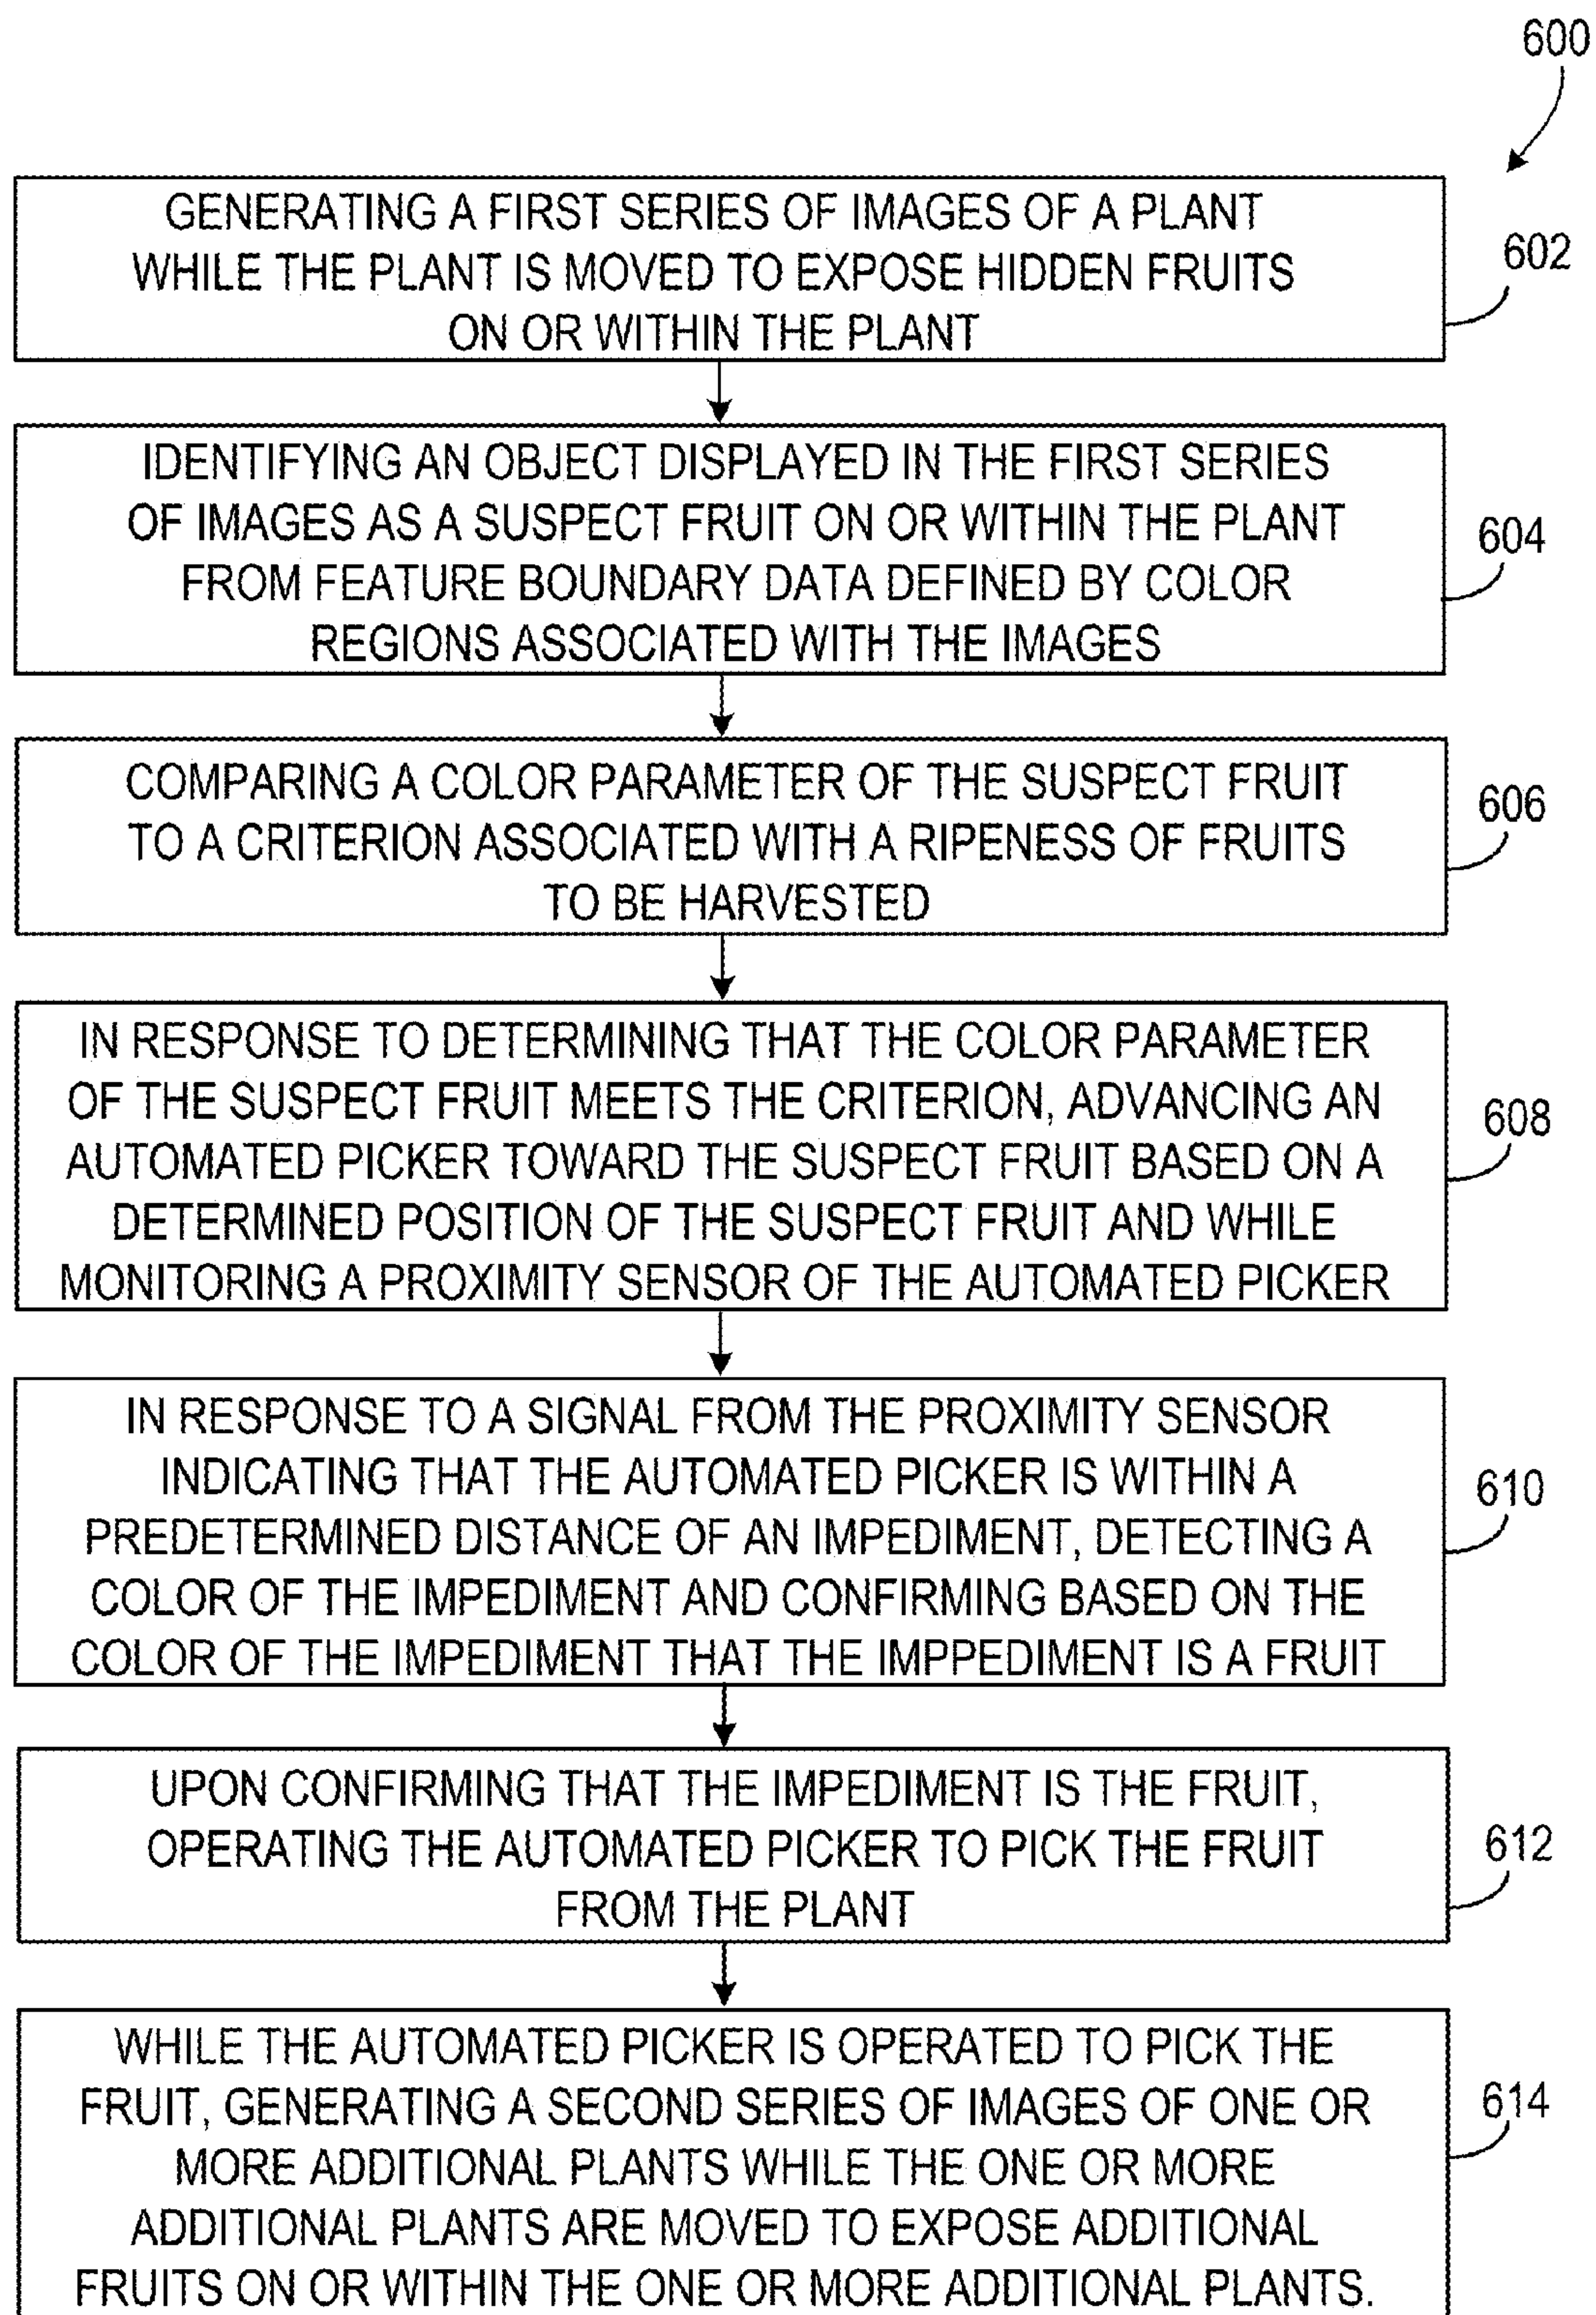 600
GENERATING A FIRST SERIES OF IMAGES OF A PLANT
WHILE THE PLANT IS MOVED TO EXPOSE HIDDEN FRUITS
ON OR WITHIN THE PLANT
602
IDENTIFYING AN OBJECT DISPLAYED IN THE FIRST SERIES
OF IMAGES AS A SUSPECT FRUIT ON OR WITHIN THE PLANT
FROM FEATURE BOUNDARY DATA DEFINED BY COLOR
REGIONS ASSOCIATED WITH THE IMAGES
604
COMPARING A COLOR PARAMETER OF THE SUSPECT FRUIT
TO A CRITERION ASSOCIATED WITH A RIPENESS OF FRUITS
TO BE HARVESTED
606
IN RESPONSE TO DETERMINING THAT THE COLOR PARAMETER
OF THE SUSPECT FRUIT MEETS THE CRITERION, ADVANCING AN
AUTOMATED PICKER TOWARD THE SUSPECT FRUIT BASED ON A
DETERMINED POSITION OF THE SUSPECT FRUIT AND WHILE
MONITORING A PROXIMITY SENSOR OF THE AUTOMATED PICKER
608
IN RESPONSE TO A SIGNAL FROM THE PROXIMITY SENSOR
INDICATING THAT THE AUTOMATED PICKER IS WITHIN A
PREDETERMINED DISTANCE OF AN IMPEDIMENT, DETECTING A
COLOR OF THE IMPEDIMENT AND CONFIRMING BASED ON THE
COLOR OF THE IMPEDIMENT THAT THE IMPPEDIMENT IS A FRUIT
610
UPON CONFIRMING THAT THE IMPEDIMENT IS THE FRUIT,
OPERATING THE AUTOMATED PICKER TO PICK THE FRUIT
FROM THE PLANT
612
WHILE THE AUTOMATED PICKER IS OPERATED TO PICK THE
FRUIT, GENERATING A SECOND SERIES OF IMAGES OF ONE OR
MORE ADDITIONAL PLANTS WHILE THE ONE OR MORE
ADDITIONAL PLANTS ARE MOVED TO EXPOSE ADDITIONAL
FRUITS ON OR WITHIN THE ONE OR MORE ADDITIONAL PLANTS.
614